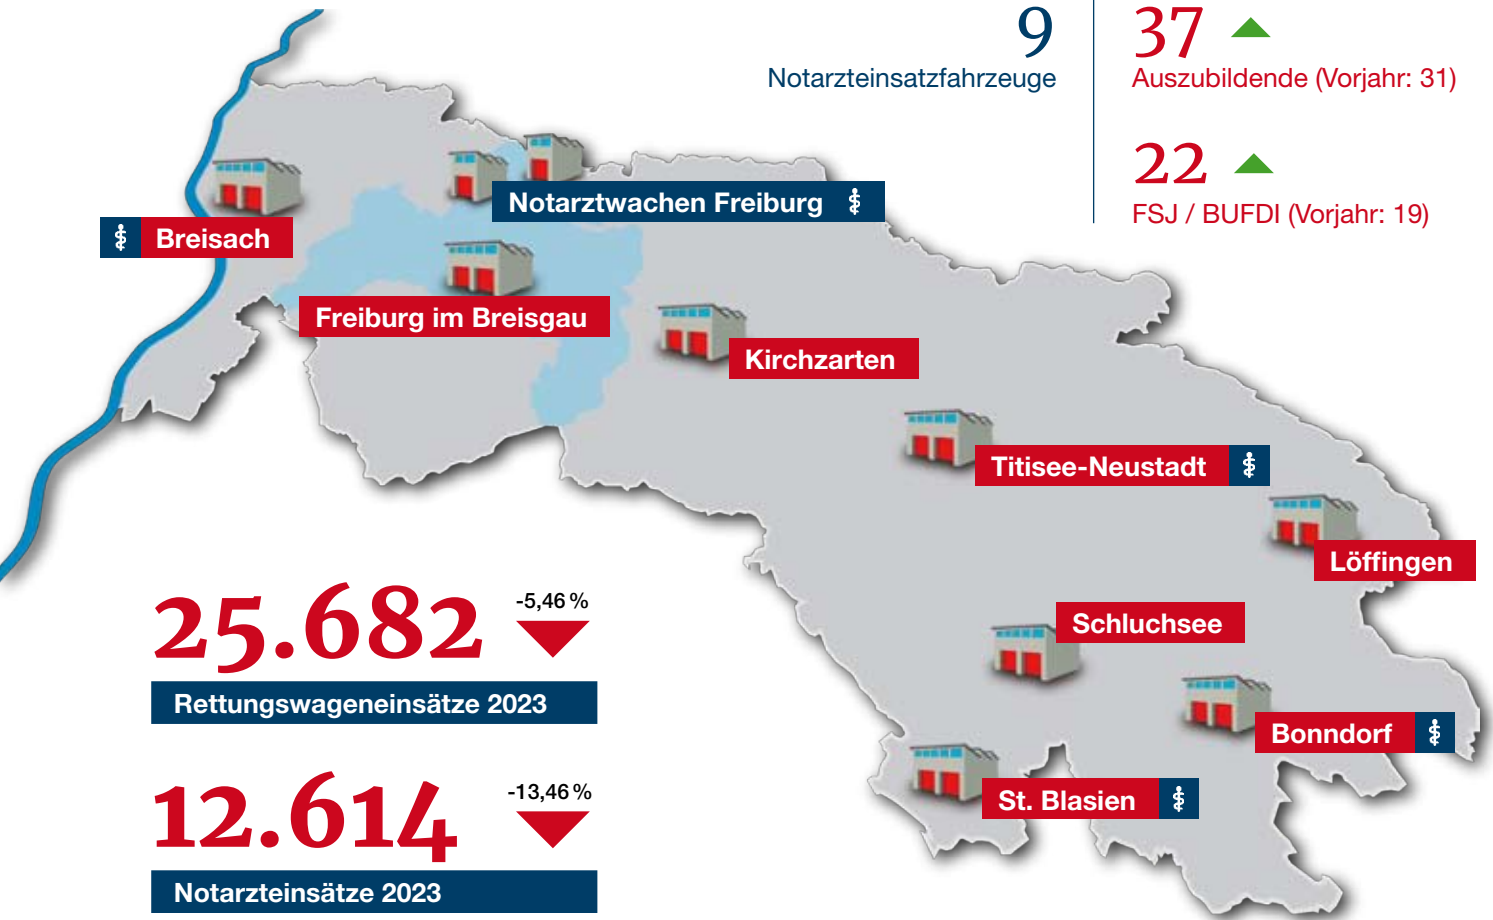 9
Notarzteinsatzfahrzeuge
37
Auszubildende (Vorjahr: 31)
22
FSJ / BUFDI (Vorjahr: 19)
Notarztwachen Freiburg
Breisach
Freiburg im Breisgau
Kirchzarten
Titisee-Neustadt
Löffingen
Schluchsee
Bonndorf
St. Blasien
25.682
-5,46 %
Rettungswageneinsätze 2023
12.614
-13,46 %
Notarzteinsätze 2023